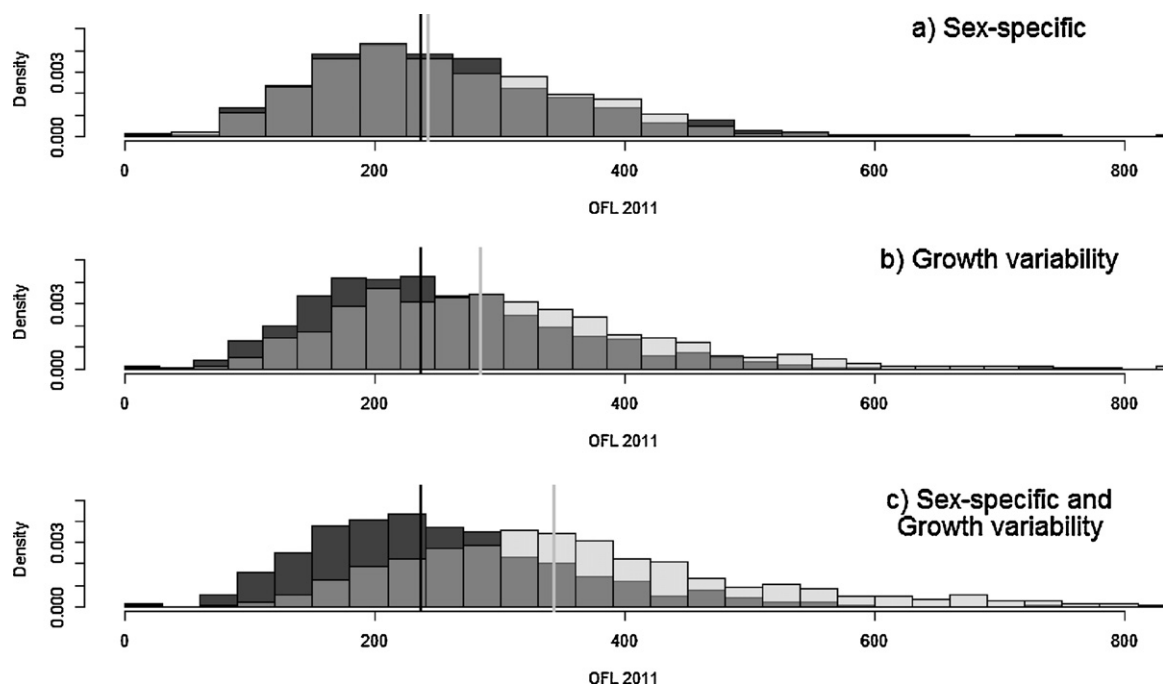 a) Sex-specific
Density
0.003
0.000
0
200
400
600
800
OFL 2011
b) Growth variability
Density
0.003
0.000
0
200
400
600
800
OFL 2011
c) Sex-specific and
Growth variability
Density
0.003
0.000
0
200
400
600
800
OFL 2011